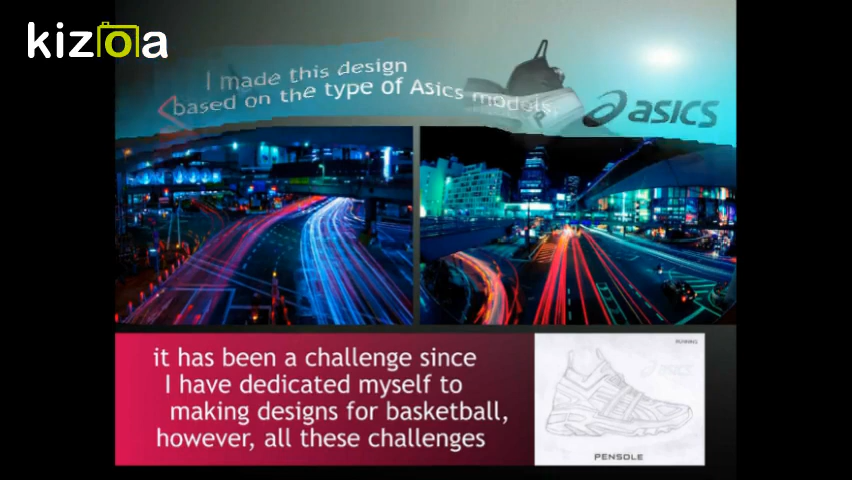 kizoa
I made this design
based on the type of Asics models.
asics
it has been a challenge since
I have dedicated myself to
making designs for basketball,
however, all these challenges
RUNNING
asics
PENSOLE